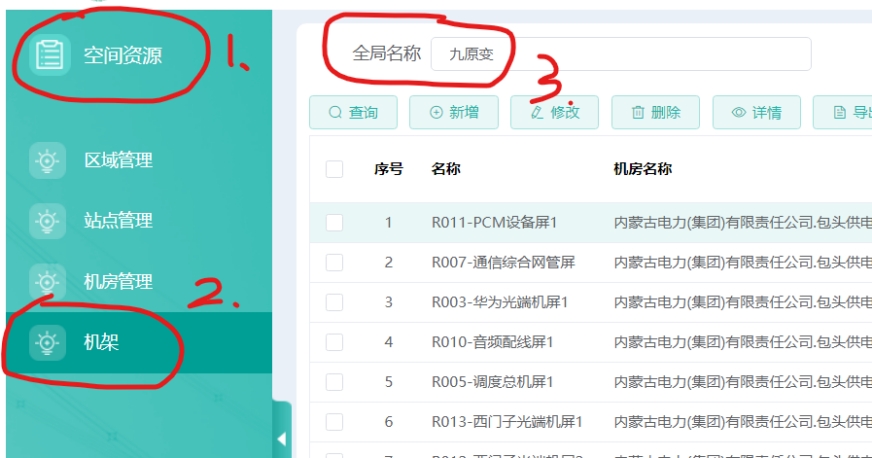 空间资源
1.
全局名称 九原变
3.
查询 新增 修改 删除 详情
序号 名称 机房名称
区域管理
站点管理
机房管理
2.
机架
1 R011-PCM设备屏1 内蒙古电力(集团)有限责任公司.包头供电
2 R007-通信综合网管屏 内蒙古电力(集团)有限责任公司.包头供电
3 R003-华为光端机屏1 内蒙古电力(集团)有限责任公司.包头供电
4 R010-音频配线屏1 内蒙古电力(集团)有限责任公司.包头供电
5 R005-调度总机屏1 内蒙古电力(集团)有限责任公司.包头供电
6 R013-西门子光端机屏1 内蒙古电力(集团)有限责任公司.包头供电